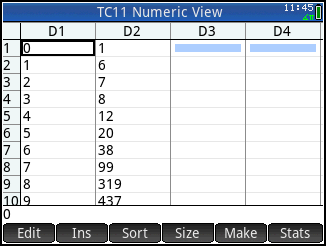 TC11 Numeric View 11:45
D1 D2 D3 D4
1 0 1
2 1 6
3 2 7
4 3 8
5 4 12
6 5 20
7 6 38
8 7 99
9 8 319
10 9 437
0
Edit Ins Sort Size Make Stats